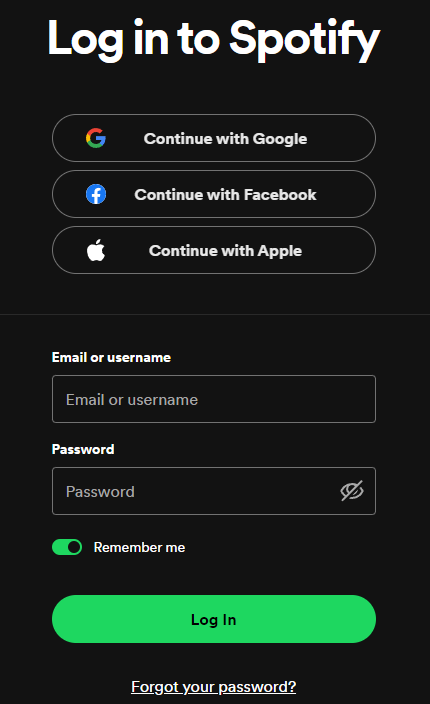 Log in to Spotify
Continue with Google
Continue with Facebook
Continue with Apple
Email or username
Email or username
Password
Password
Remember me
Log In
Forgot your password?